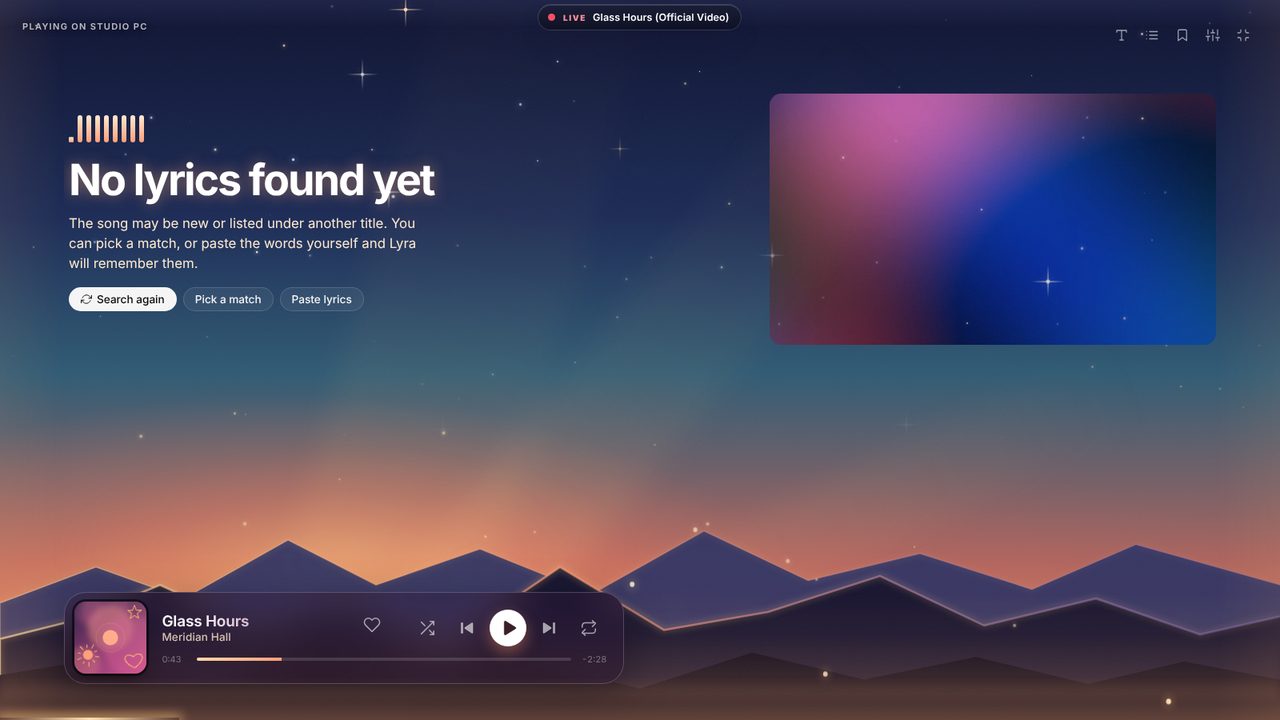 PLAYING ON STUDIO PC
LIVE Glass Hours (Official Video)
No lyrics found yet
The song may be new or listed under another title. You
can pick a match, or paste the words yourself and Lyra
will remember them.
Search again
Pick a match
Paste lyrics
Glass Hours
Meridian Hall
0:43
-2:28